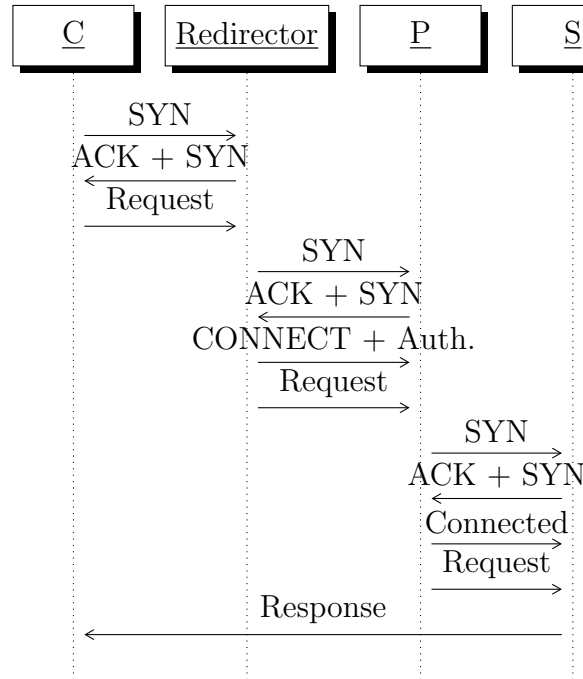 C Redirector P S
SYN
ACK + SYN
Request
SYN
ACK + SYN
CONNECT + Auth.
Request
SYN
ACK + SYN
Connected
Request
Response